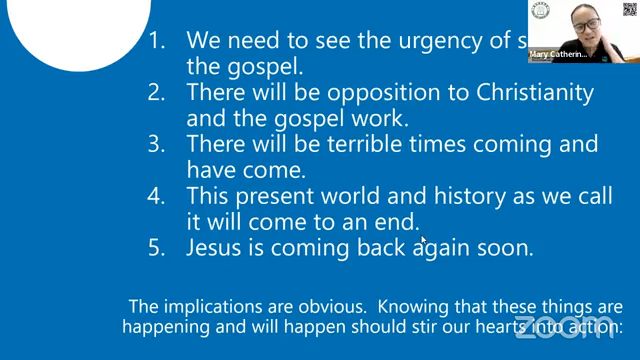 1. We need to see the urgency of
the gospel.
2. There will be opposition to Christianity
and the gospel work.
3. There will be terrible times coming and
have come.
4. This present world and history as we call
it will come to an end.
5. Jesus is coming back again soon.
The implications are obvious. Knowing that these things are
happening and will happen should stir our hearts into action:
Mary Catherin...
zoom